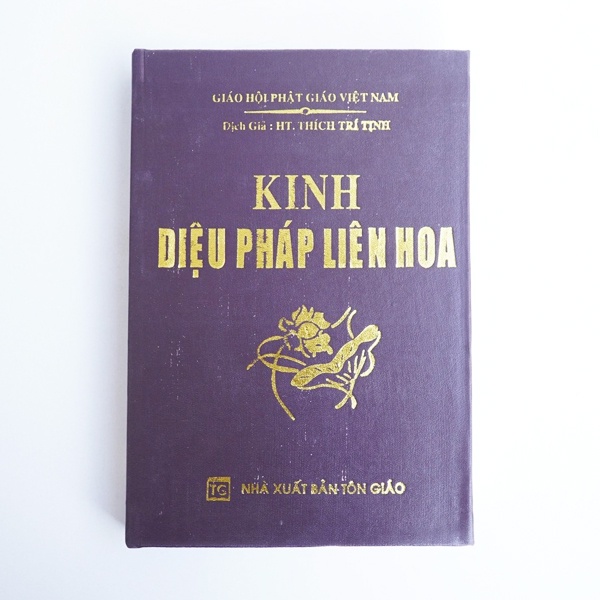 GIÁO HỘI PHẬT GIÁO VIỆT NAM
Dịch Giả : HT. THÍCH TRÍ TỊNH
KINH
DIỆU PHÁP LIÊN HOA
TG NHÀ XUẤT BẢN TÔN GIÁO